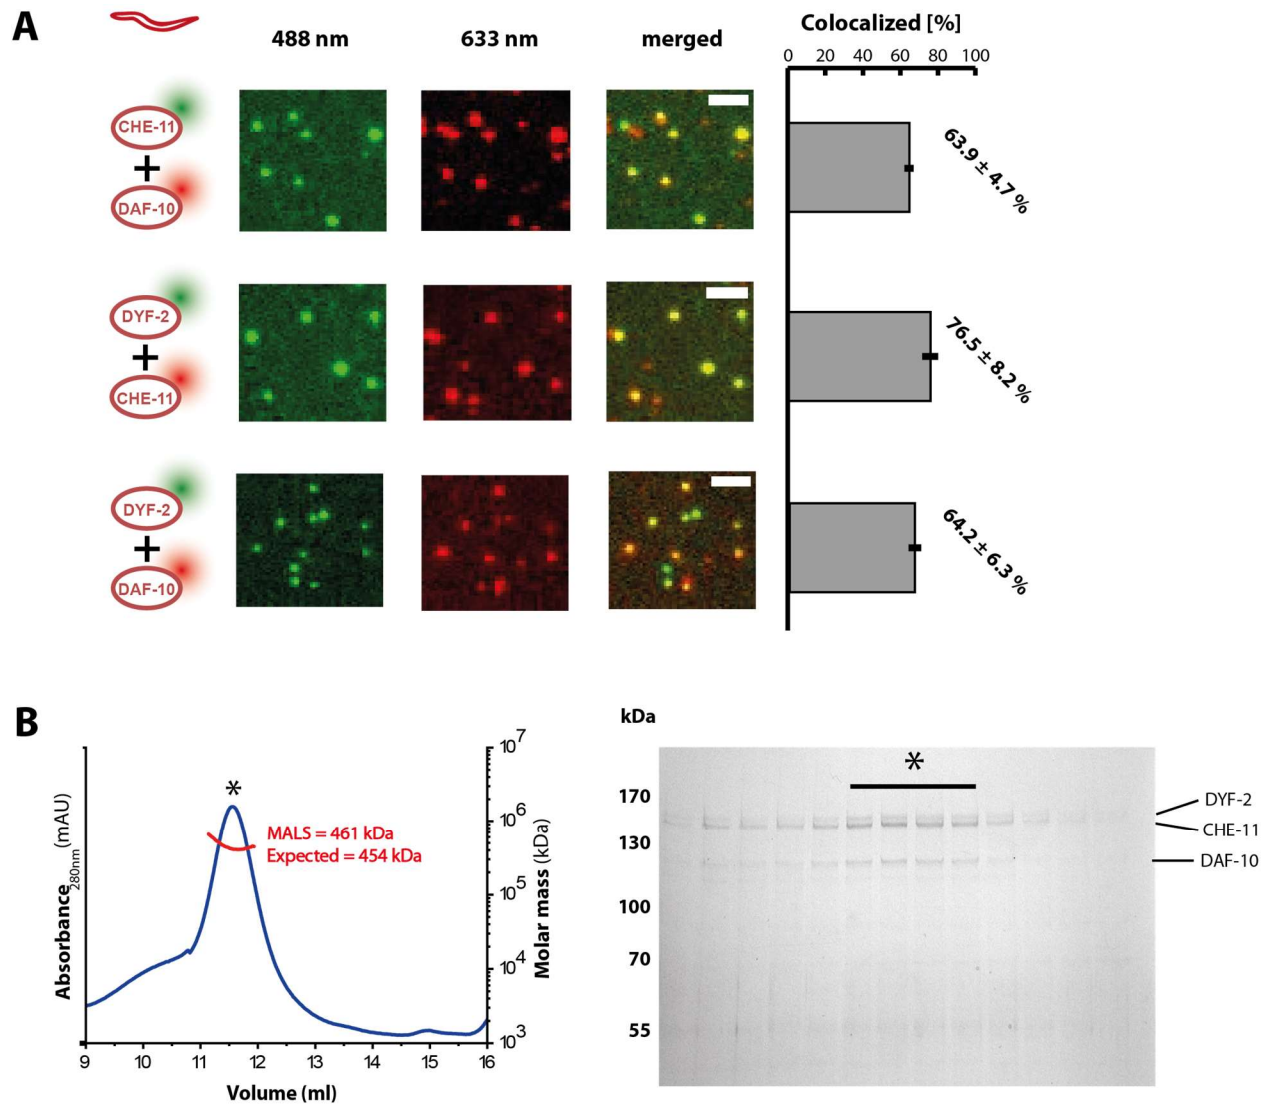 A
488 nm
633 nm
merged
Colocalized [%]
0 20 40 60 80 100
CHE-11
+
DAF-10
63.9 ± 4.7 %
DYF-2
+
CHE-11
76.5 ± 8.2 %
DYF-2
+
DAF-10
64.2 ± 6.3 %
B
Absorbance280nm (mAU)
*
MALS = 461 kDa
Expected = 454 kDa
10^7
10^6
10^5
10^4
10^3
Molar mass (kDa)
9 10 11 12 13 14 15 16
Volume (ml)
kDa
*
170
130
100
70
55
DYF-2
CHE-11
DAF-10